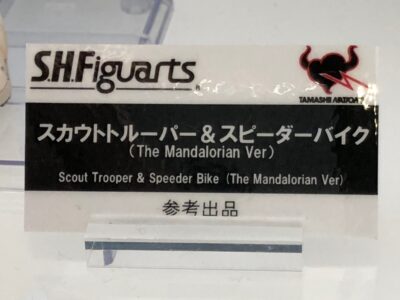 S.H.Figuarts
TAMASHII NATIONS
スカウトトルーパー＆スピーダーバイク
（The Mandalorian Ver）
Scout Trooper & Speeder Bike (The Mandalorian Ver)
参考出品